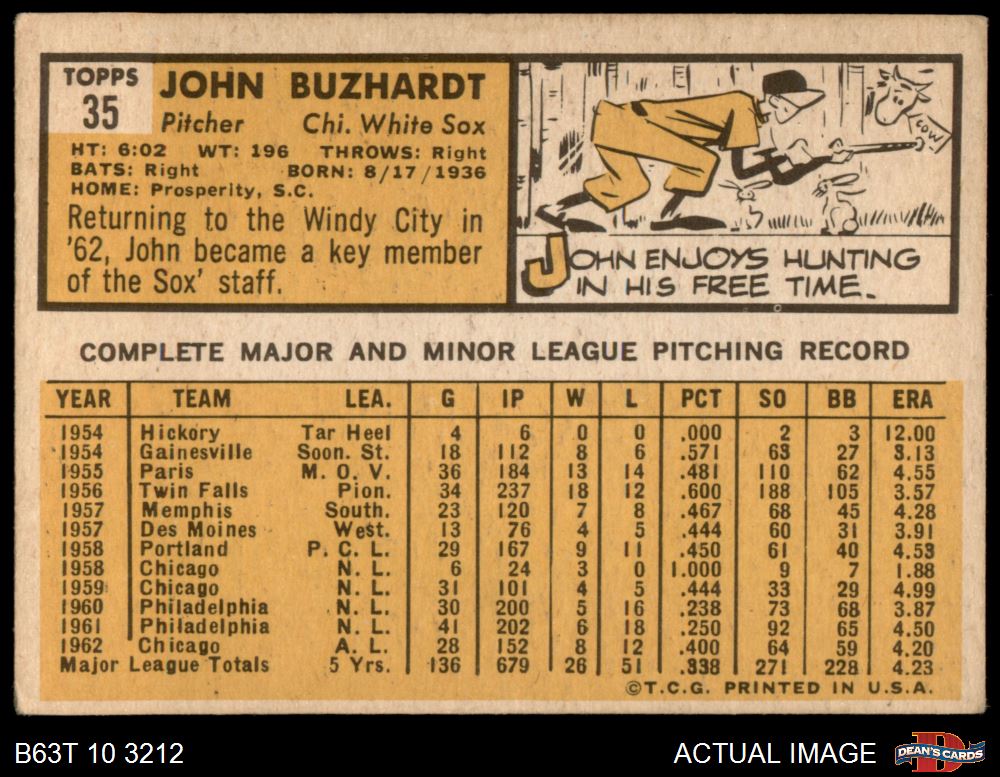 TOPPS
35
JOHN BUZHARDT
Pitcher Chi. White Sox
HT: 6:02 WT: 196 THROWS: Right
BATS: Right BORN: 8/17/1936
HOME: Prosperity, S.C.
Returning to the Windy City in
'62, John became a key member
of the Sox' staff.
COW
JOHN ENJOYS HUNTING
IN HIS FREE TIME.
COMPLETE MAJOR AND MINOR LEAGUE PITCHING RECORD
YEAR TEAM LEA. G IP W L PCT SO BB ERA
1954 Hickory Tar Heel 4 6 0 0 .000 2 3 12.00
1954 Gainesville Soon. St. 18 112 8 6 .571 63 27 3.13
1955 Paris M. O. V. 36 184 13 14 .481 110 62 4.55
1956 Twin Falls Pion. 34 237 18 12 .600 188 105 3.57
1957 Memphis South. 23 120 7 8 .467 68 45 4.28
1957 Des Moines West. 13 76 4 5 .444 60 31 3.91
1958 Portland P. C. L. 29 167 9 11 .450 61 40 4.53
1958 Chicago N. L. 6 24 3 0 1.000 9 7 1.88
1959 Chicago N. L. 31 101 4 5 .444 33 29 4.99
1960 Philadelphia N. L. 30 200 5 16 .238 73 68 3.87
1961 Philadelphia N. L. 41 202 6 18 .250 92 65 4.50
1962 Chicago A. L. 28 152 8 12 .400 64 59 4.20
Major League Totals 5 Yrs. 136 679 26 51 .338 271 228 4.23
©T.C.G. PRINTED IN U.S.A.
B63T 10 3212 ACTUAL IMAGE DEAN'S CARDS